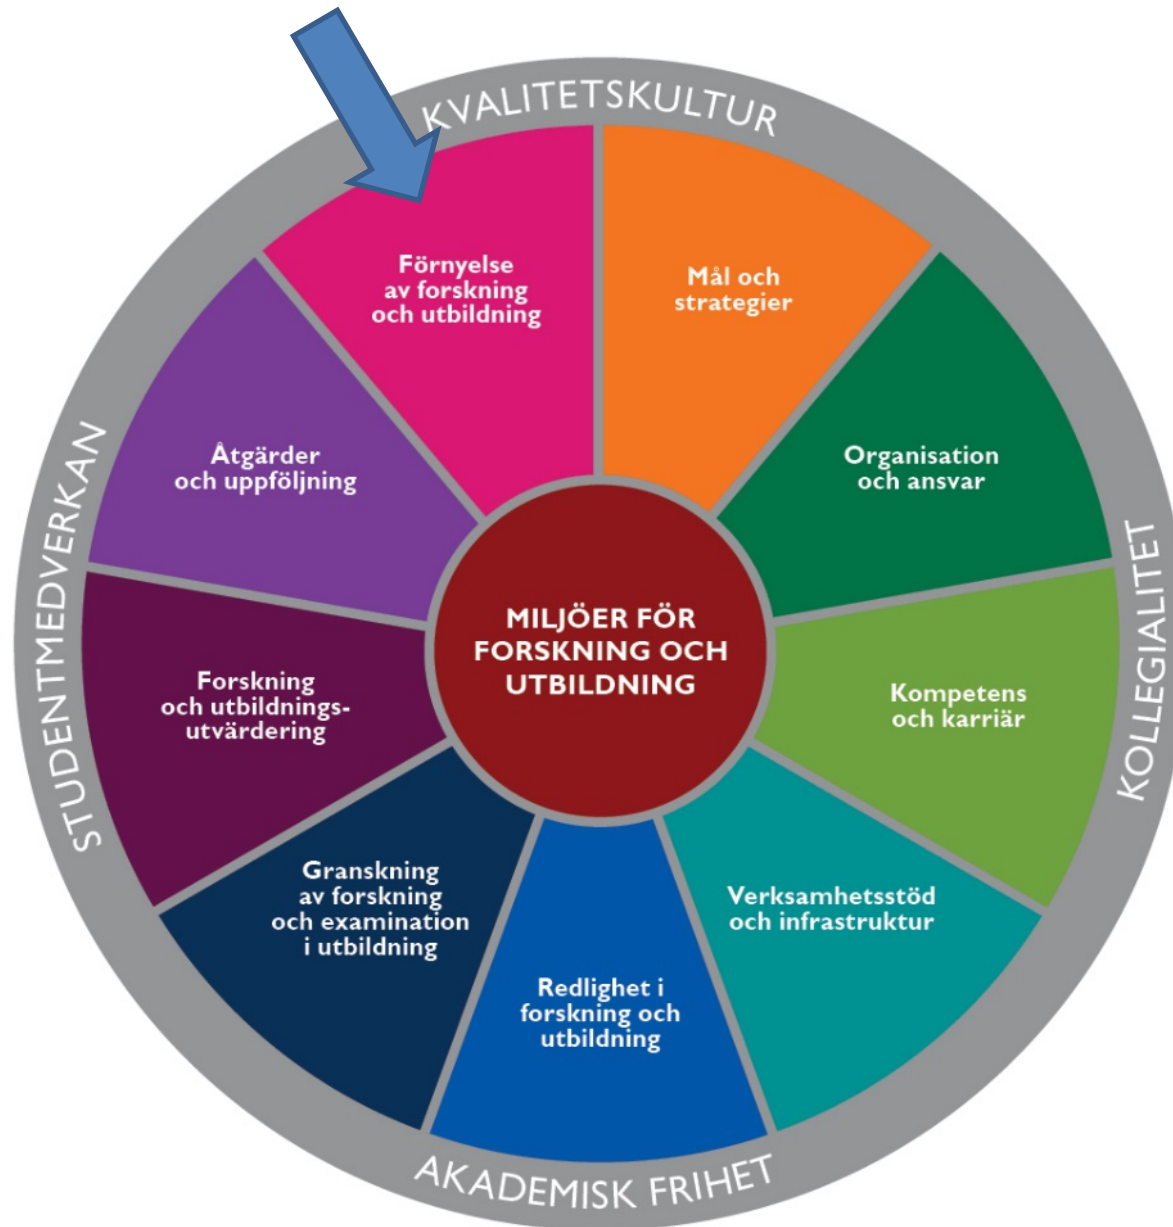 KVALITETSKULTUR
Förnyelse
av forskning
och utbildning
Mål och
strategier
Organisation
och ansvar
Kompetens
och karriär
Verksamhetsstöd
och infrastruktur
Redlighet i
forskning och
utbildning
Granskning
av forskning
och examination
i utbildning
Forskning
och utbildnings-
utvärdering
Åtgärder
och uppföljning
MILJÖER FÖR
FORSKNING OCH
UTBILDNING
KOLLEGIALITET
AKADEMISK FRIHET
STUDENTMEDVERKAN